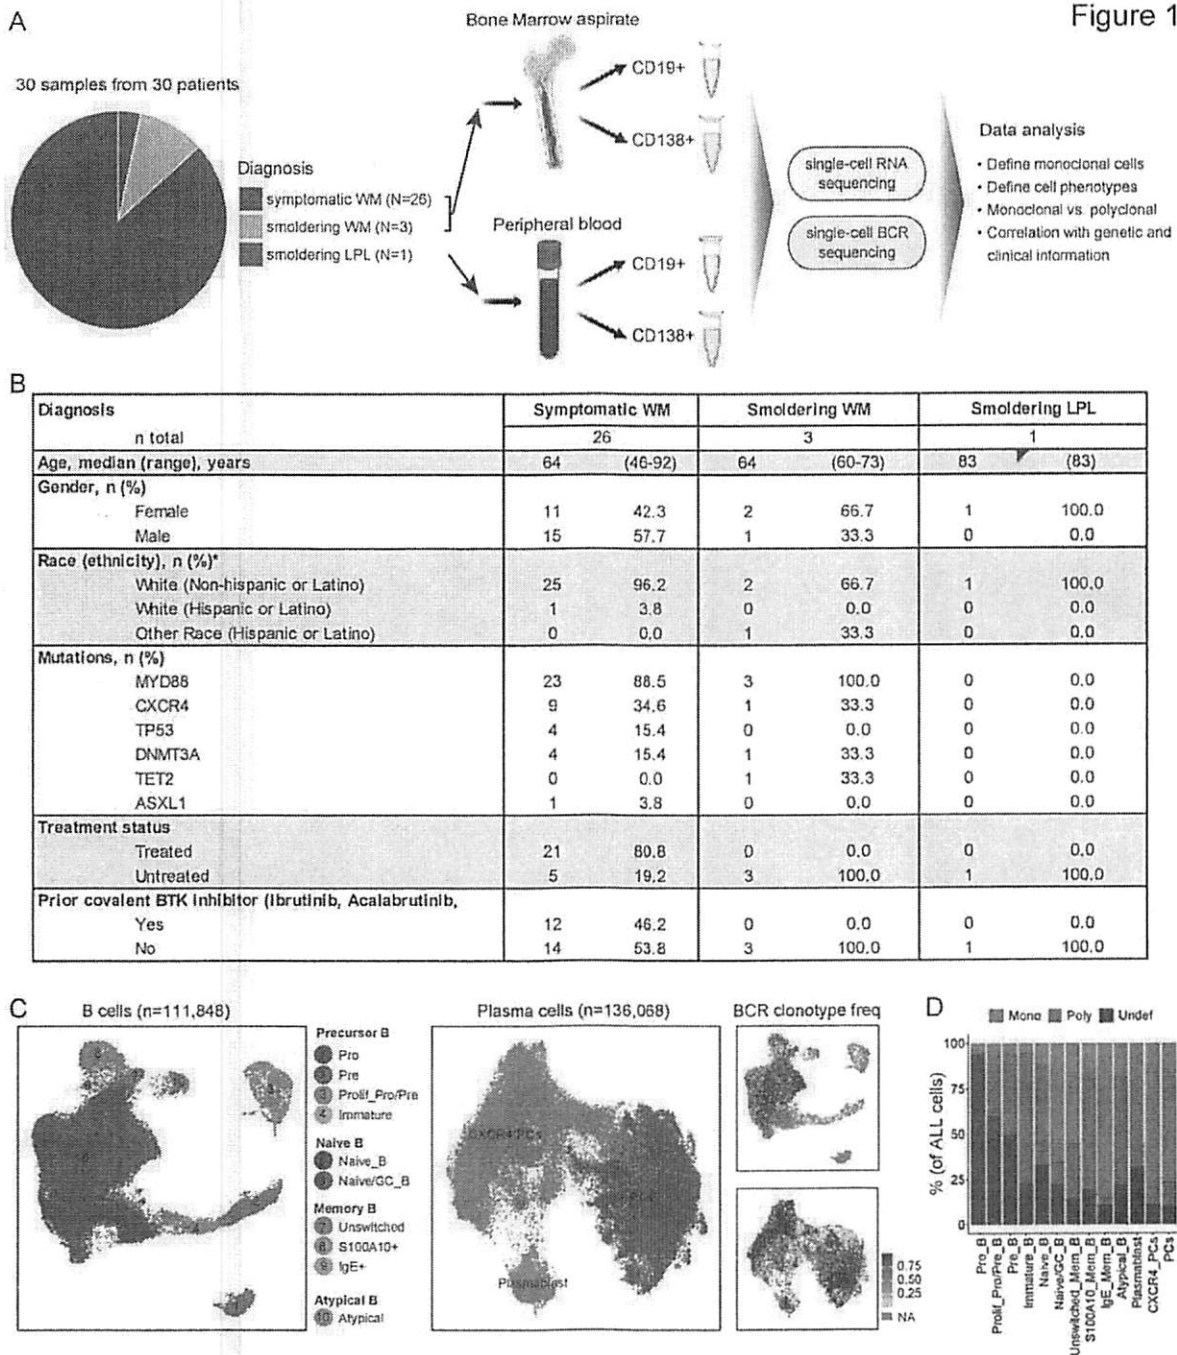 Figure 1
A
30 samples from 30 patients
Diagnosis
symptomatic WM (N=26)
smoldering WM (N=3)
smoldering LPL (N=1)
Bone Marrow aspirate
CD19+
CD138+
Peripheral blood
CD19+
CD138+
single-cell RNA
sequencing
single-cell BCR
sequencing
Data analysis
• Define monoclonal cells
• Define cell phenotypes
• Monoclonal vs. polyclonal
• Correlation with genetic and
clinical information
B
Diagnosis Symptomatic WM Smoldering WM Smoldering LPL
n total 26 3 1
Age, median (range), years 64 (46-92) 64 (60-73) 83 (83)
Gender, n (%)
Female 11 42.3 2 66.7 1 100.0
Male 15 57.7 1 33.3 0 0.0
Race (ethnicity), n (%)*
White (Non-hispanic or Latino) 25 96.2 2 66.7 1 100.0
White (Hispanic or Latino) 1 3.8 0 0.0 0 0.0
Other Race (Hispanic or Latino) 0 0.0 1 33.3 0 0.0
Mutations, n (%)
MYD88 23 88.5 3 100.0 0 0.0
CXCR4 9 34.6 1 33.3 0 0.0
TP53 4 15.4 0 0.0 0 0.0
DNMT3A 4 15.4 1 33.3 0 0.0
TET2 0 0.0 1 33.3 0 0.0
ASXL1 1 3.8 0 0.0 0 0.0
Treatment status
Treated 21 80.8 0 0.0 0 0.0
Untreated 5 19.2 3 100.0 1 100.0
Prior covalent BTK Inhibitor (Ibrutinib, Acalabrutinib,
Yes 12 46.2 0 0.0 0 0.0
No 14 53.8 3 100.0 1 100.0
C
B cells (n=111,848)
Precursor B
Pro
Pre
3 Prolif_Pro/Pre
4 Immature
Naive B
Naive_B
Naive/GC_B
Memory B
7 Unswitched
8 S100A10+
9 IgE+
Atypical B
10 Atypical
Plasma cells (n=136,068)
CXCR4 PCs
Plasmablast
BCR clonotype freq
0.75
0.50
0.25
NA
D
Mono Poly Undef
% (of ALL cells)
100
75
50
25
0
Pro_B
Prolif_Pro/Pre_B
Pre_B
Immature_B
Naive_B
Naive/GC_B
Unswitched_Mem_B
S100A10_Mem_B
IgE_Mem_B
Atypical_B
Plasmablast
CXCR4_PCs
PCs